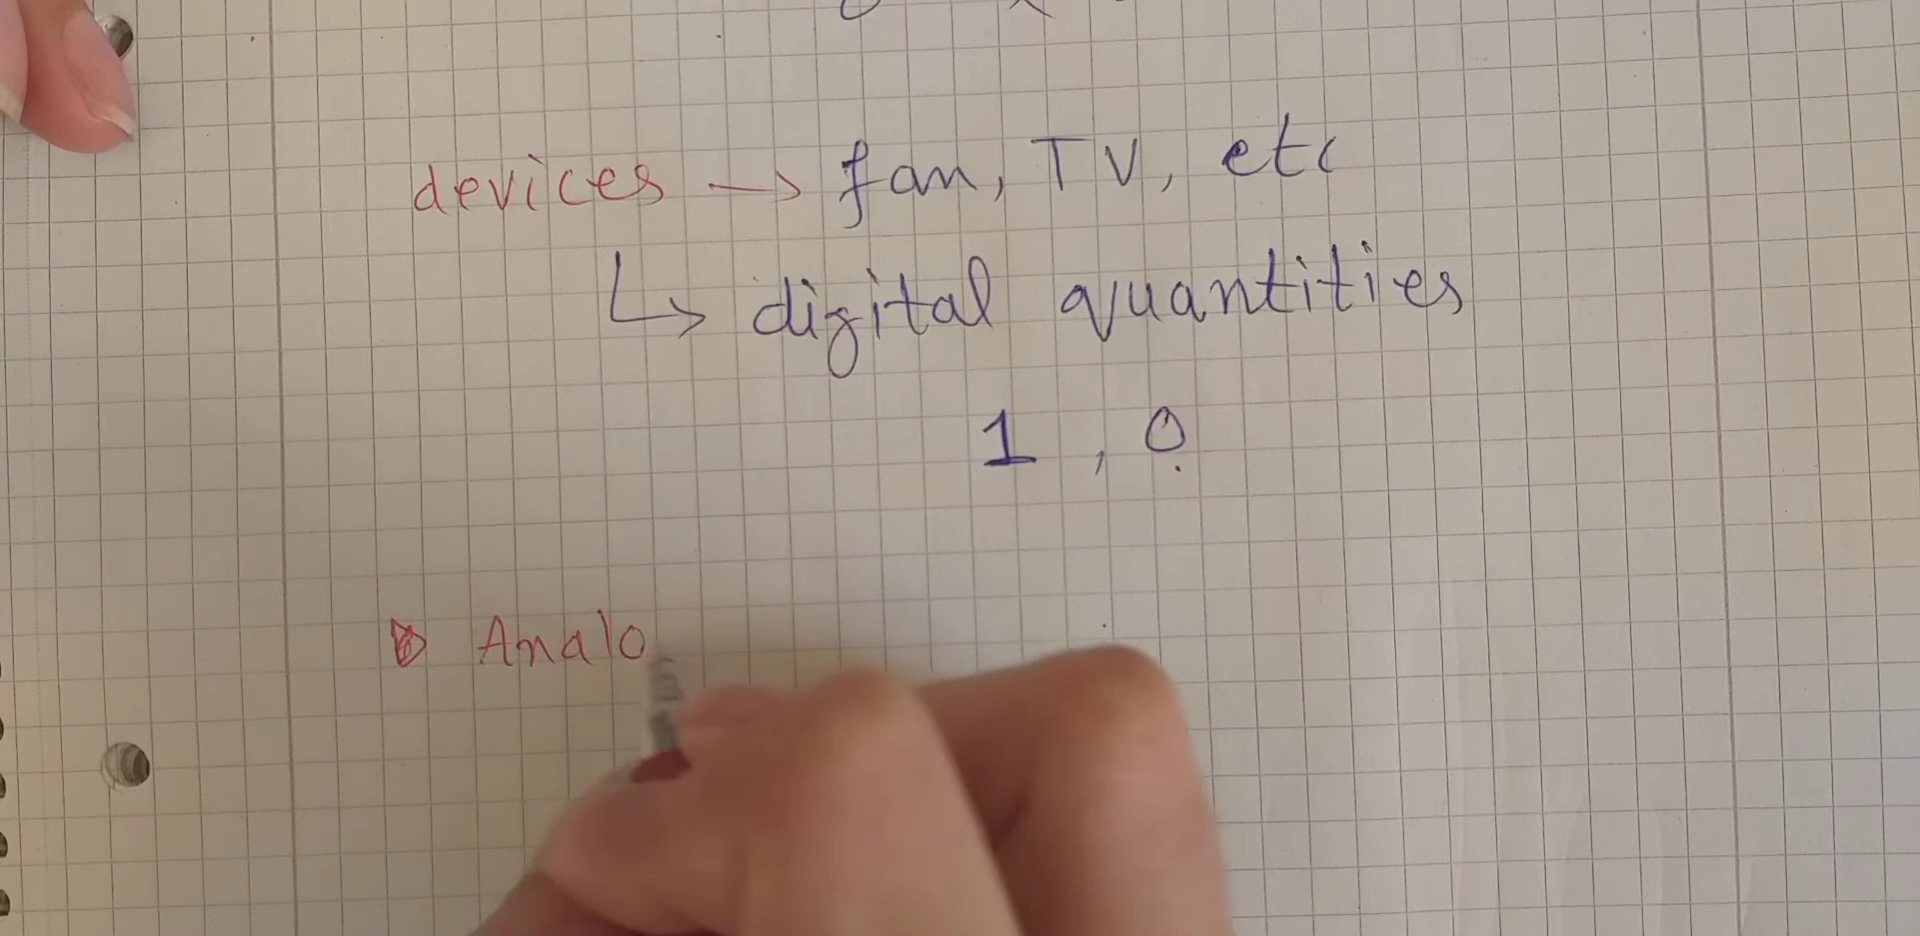 devices → fan, TV, etc
↳ digital quantities
1 , 0
Analo